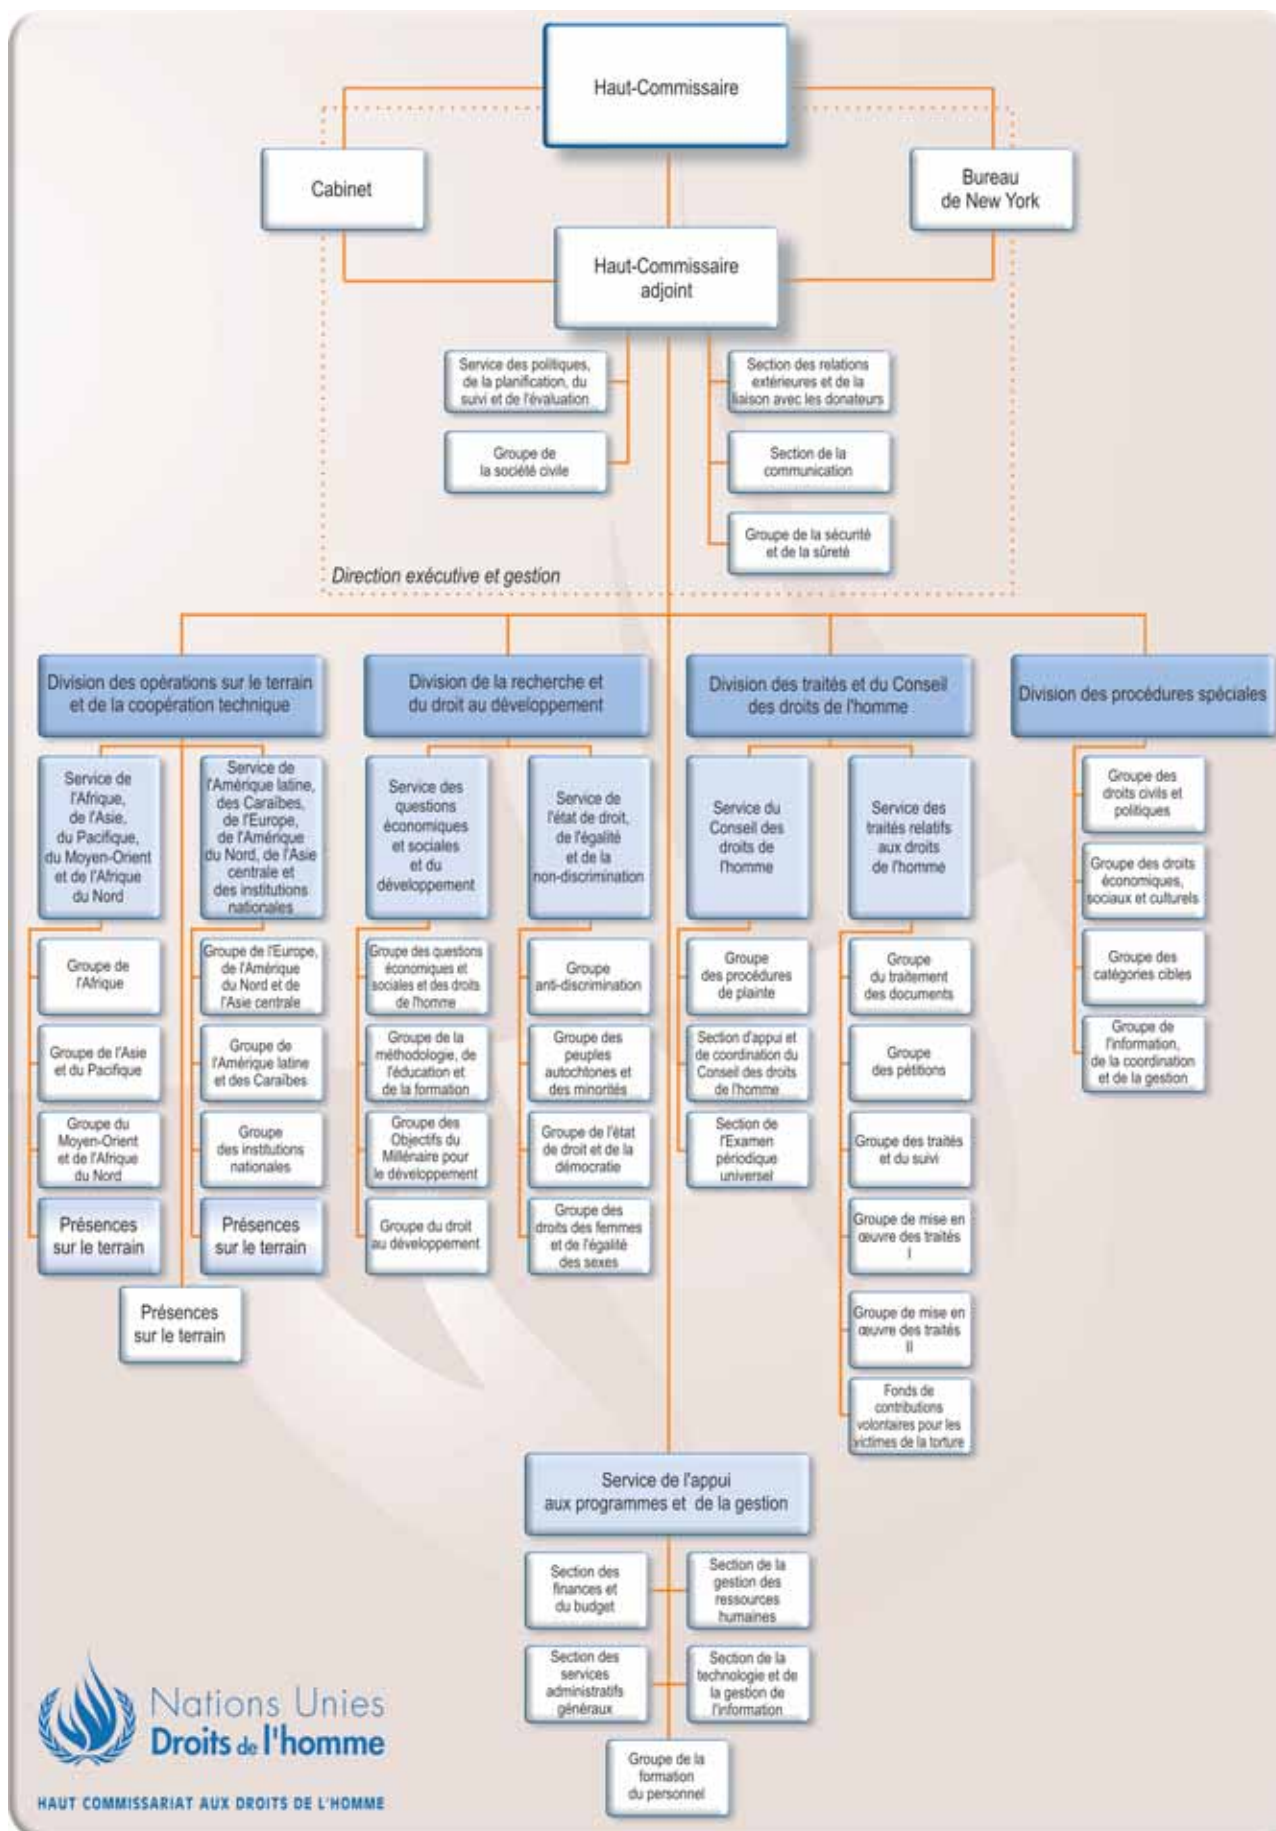 Haut-Commissaire
Cabinet
Bureau
de New York
Haut-Commissaire
adjoint
Service des politiques,
de la planification, du
suivi et de l'évaluation
Section des relations
extérieures et de la
liaison avec les donateurs
Groupe de
la société civile
Section de la
communication
Groupe de la sécurité
et de la sûreté
Direction exécutive et gestion
Division des opérations sur le terrain
et de la coopération technique
Division de la recherche et
du droit au développement
Division des traités et du Conseil
des droits de l'homme
Division des procédures spéciales
Service de
l'Afrique,
de l'Asie,
du Pacifique,
du Moyen-Orient
et de l'Afrique
du Nord
Service de
l'Amérique latine,
des Caraïbes,
de l'Europe,
de l'Amérique
du Nord, de l'Asie
centrale et
des institutions
nationales
Service des
questions
économiques
et sociales
et du
développement
Service de
l'état de droit,
de l'égalité
et de la
non-discrimination
Service du
Conseil des
droits de
l'homme
Service des
traités relatifs
aux droits
de l'homme
Groupe des
droits civils et
politiques
Groupe des droits
économiques,
sociaux et culturels
Groupe des
catégories cibles
Groupe de
l'information,
de la coordination
et de la gestion
Groupe de
l'Afrique
Groupe de l'Asie
et du Pacifique
Groupe du
Moyen-Orient
et de l'Afrique
du Nord
Présences
sur le terrain
Groupe de l'Europe,
de l'Amérique
du Nord et de
l'Asie centrale
Groupe de
l'Amérique latine
et des Caraïbes
Groupe
des institutions
nationales
Présences
sur le terrain
Présences
sur le terrain
Groupe des questions
économiques et
sociales et des droits
de l'homme
Groupe de la
méthodologie, de
l'éducation et
de la formation
Groupe des
Objectifs du
Millénaire pour
le développement
Groupe du droit
au développement
Groupe
anti-discrimination
Groupe des
peuples
autochtones et
des minorités
Groupe de l'état
de droit et de la
démocratie
Groupe des
droits des femmes
et de l'égalité
des sexes
Groupe
des procédures
de plainte
Section d'appui et
de coordination du
Conseil des droits
de l'homme
Section de
l'Examen
périodique
universel
Groupe
du traitement
des documents
Groupe
des pétitions
Groupe des traités
et du suivi
Groupe de mise en
œuvre des traités
I
Groupe de mise en
œuvre des traités
II
Fonds de
contributions
volontaires pour les
victimes de la torture
Service de l'appui
aux programmes et de la gestion
Section des
finances et
du budget
Section de la
gestion des
ressources
humaines
Section des
services
administratifs
généraux
Section de la
technologie et de
la gestion de
l'information
Groupe de la
formation
du personnel
Nations Unies
Droits de l'homme
HAUT COMMISSARIAT AUX DROITS DE L'HOMME